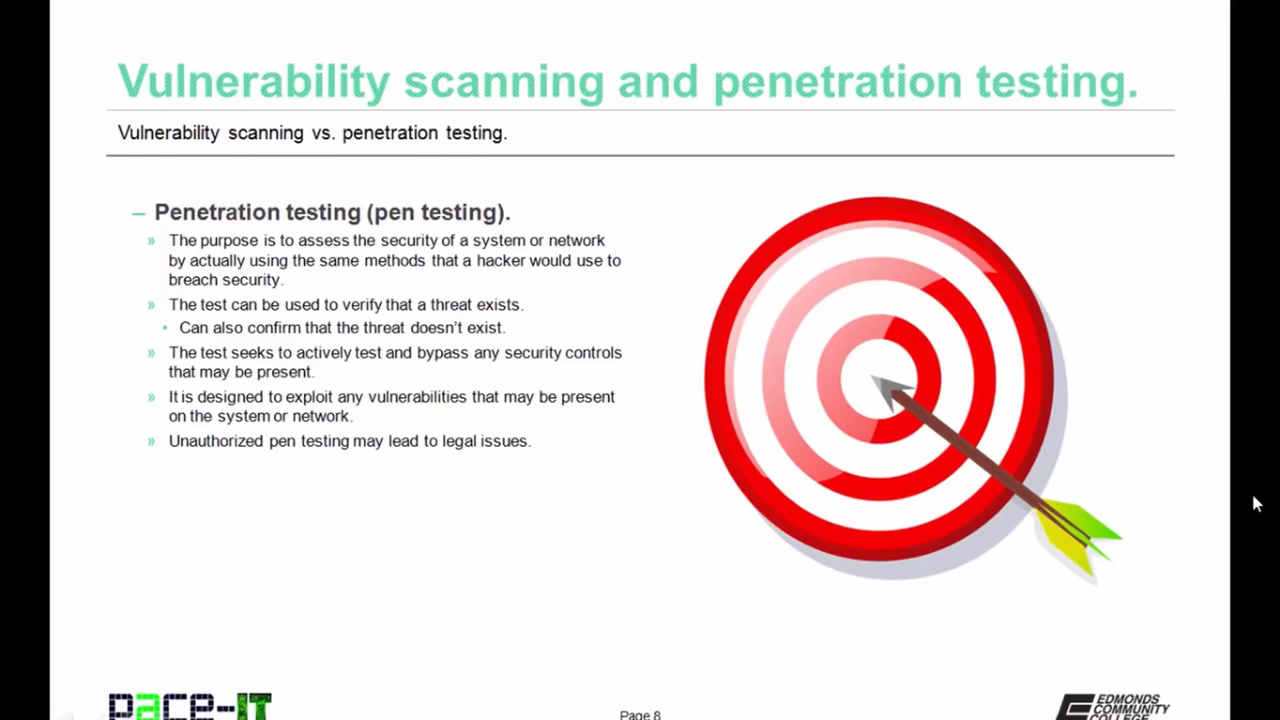 Vulnerability scanning and penetration testing.
Vulnerability scanning vs. penetration testing.
– Penetration testing (pen testing).
» The purpose is to assess the security of a system or network
by actually using the same methods that a hacker would use to
breach security.
» The test can be used to verify that a threat exists.
• Can also confirm that the threat doesn't exist.
» The test seeks to actively test and bypass any security controls
that may be present.
» It is designed to exploit any vulnerabilities that may be present
on the system or network.
» Unauthorized pen testing may lead to legal issues.
PACE-IT
Page 8
EDMONDS
COMMUNITY
COLLEGE